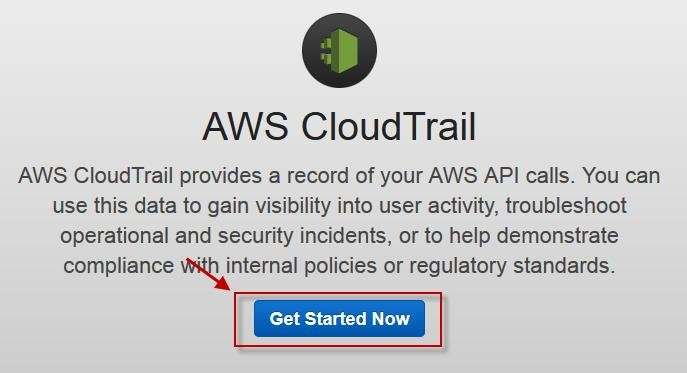 AWS CloudTrail
AWS CloudTrail provides a record of your AWS API calls. You can
use this data to gain visibility into user activity, troubleshoot
operational and security incidents, or to help demonstrate
compliance with internal policies or regulatory standards.
Get Started Now